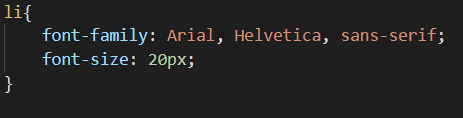 li{
    font-family: Arial, Helvetica, sans-serif;
    font-size: 20px;
}